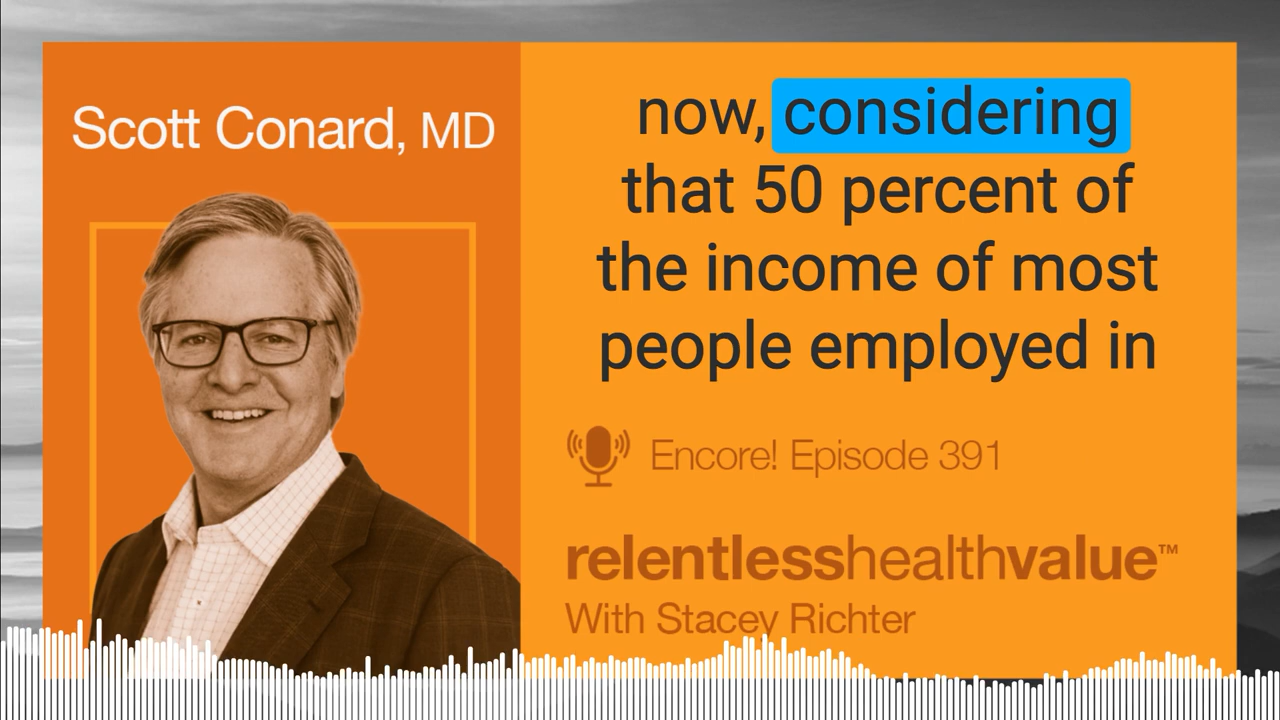 Scott Conard, MD
now, considering
that 50 percent of
the income of most
people employed in
Encore! Episode 391
relentlesshealthvalue™
With Stacey Richter